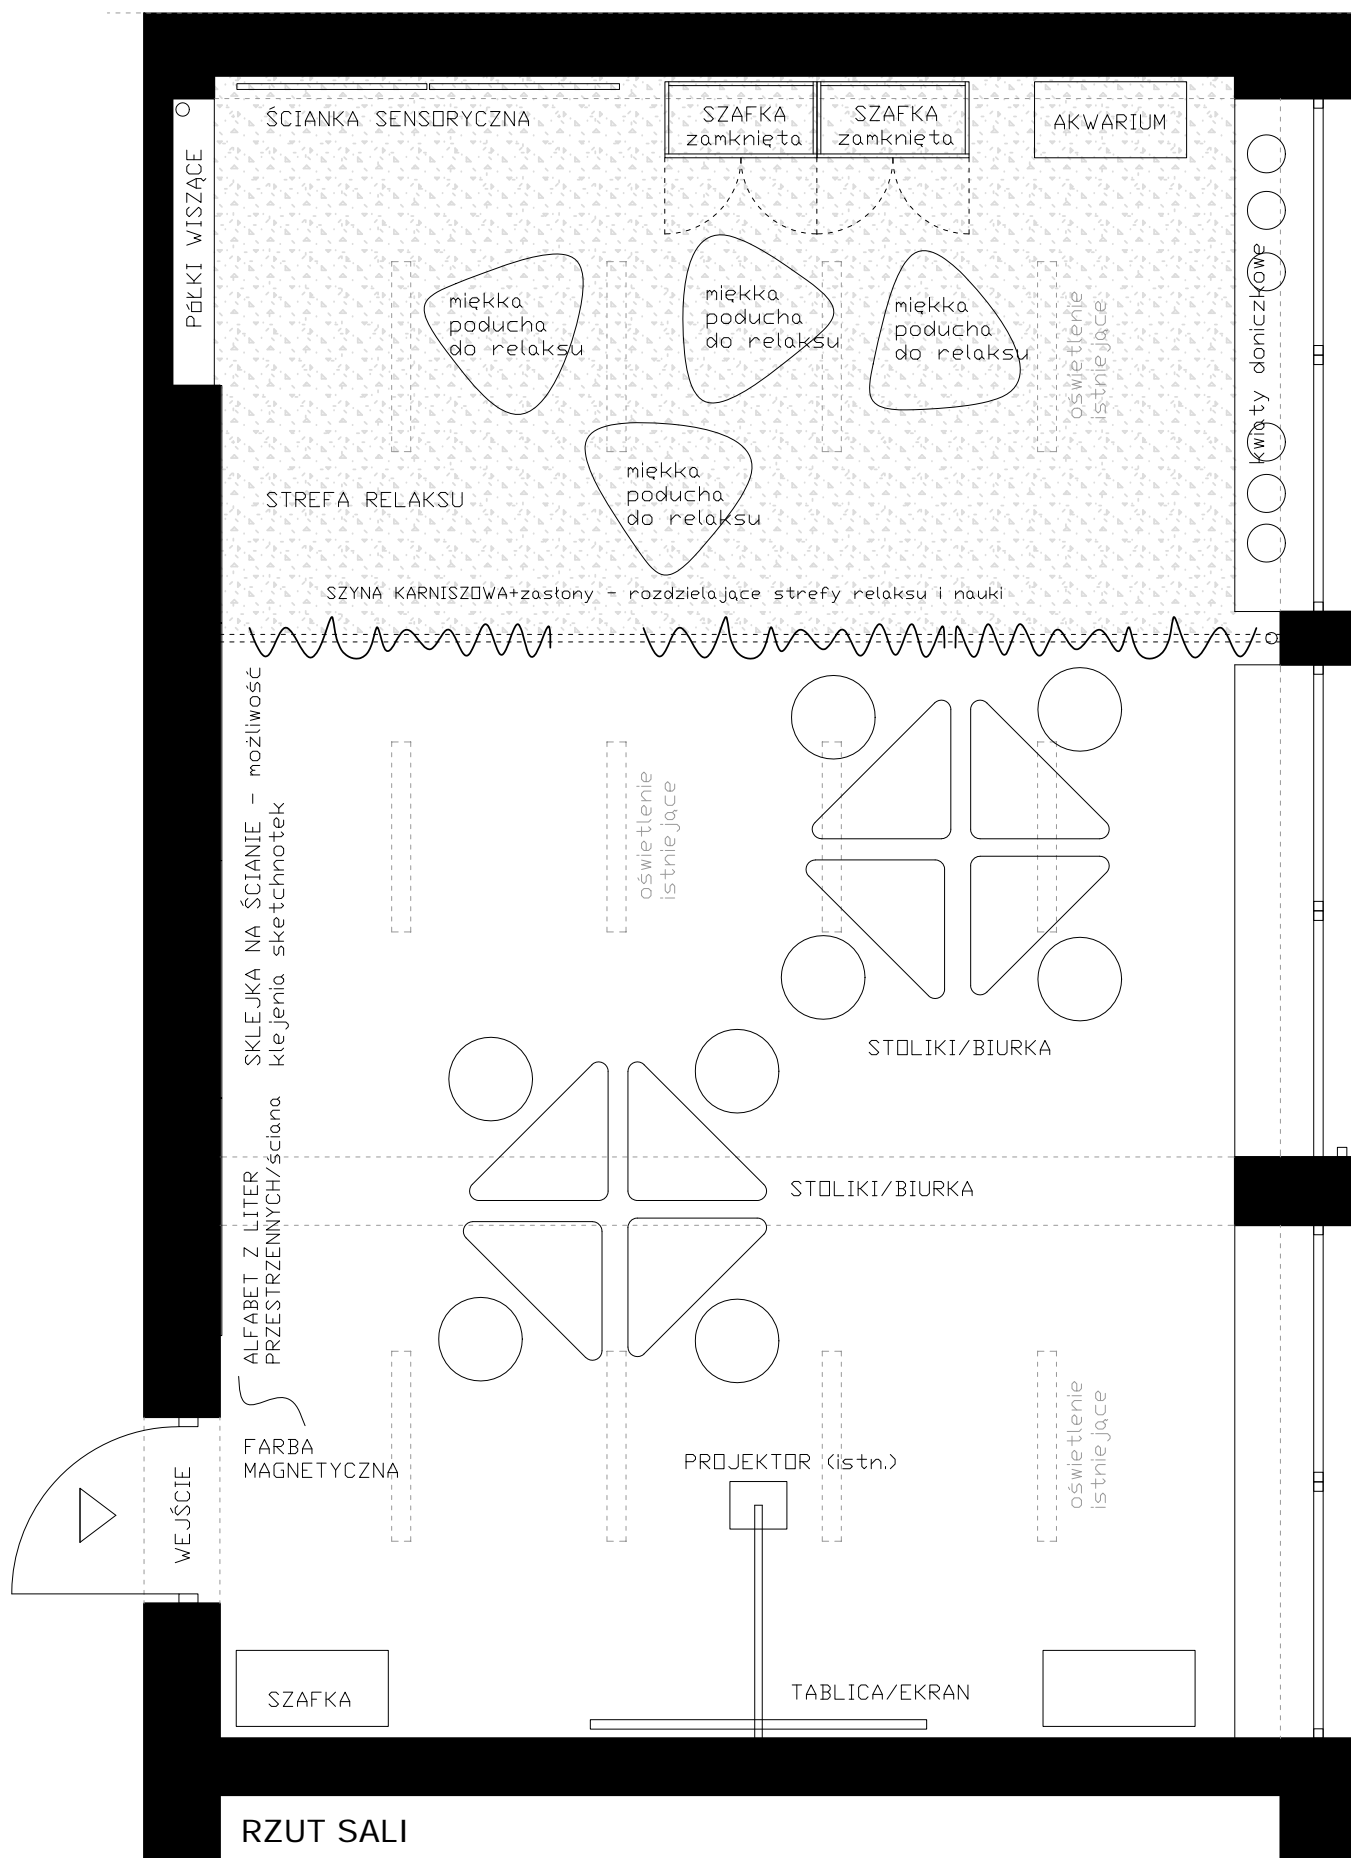 ŚCIANKA SENSORYCZNA
SZAFKA
zamknięta
SZAFKA
zamknięta
AKWARIUM
PÓŁKI WISZĄCE
miękka
poducha
do relaksu
miękka
poducha
do relaksu
miękka
poducha
do relaksu
oświetlenie
istniejące
kwiaty doniczkowe
miękka
poducha
do relaksu
STREFA RELAKSU
SZYNA KARNISZOWA+zasłony - rozdzielające strefy relaksu i nauki
SKLEJKA NA ŚCIANIE - możliwość
klejenia sketchnotek
oświetlenie
istniejące
STOLIKI/BIURKA
STOLIKI/BIURKA
ALFABET Z LITER
PRZESTRZENNYCH/ściana
FARBA
MAGNETYCZNA
WEJŚCIE
PROJEKTOR (istn.)
oświetlenie
istniejące
SZAFKA
TABLICA/EKRAN
RZUT SALI